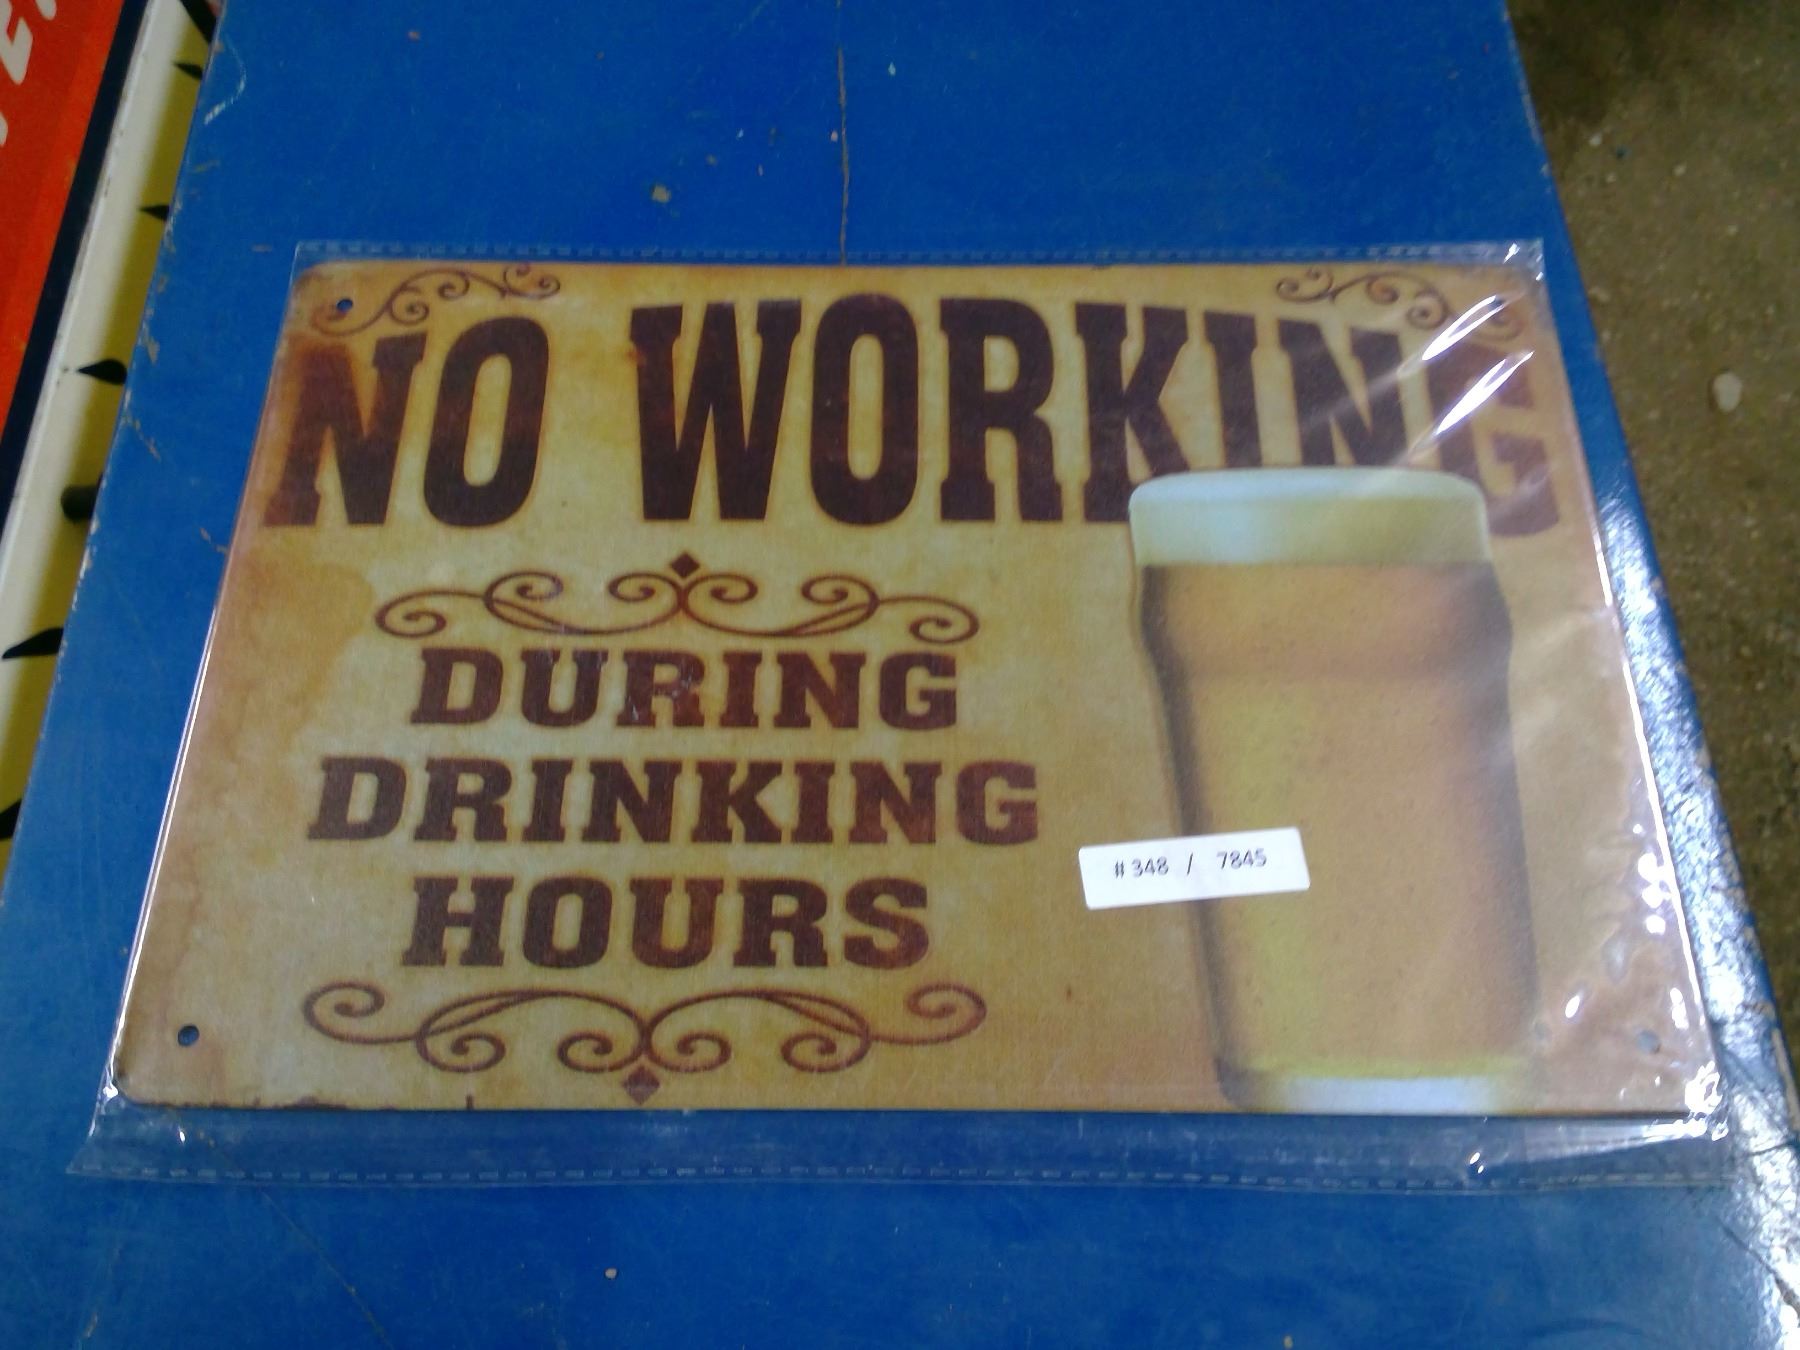 NO WORKING
DURING
DRINKING
HOURS
# 348 / 7845